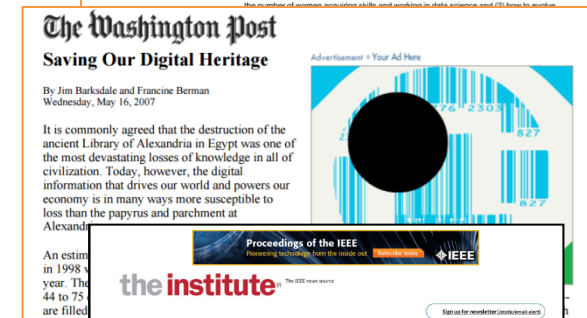 the number of women acquiring skills and working in data science and (3) how to evolve
The Washington Post
Saving Our Digital Heritage
Advertisement » Your Ad Here
By Jim Barksdale and Francine Berman
Wednesday, May 16, 2007
It is commonly agreed that the destruction of the
ancient Library of Alexandria in Egypt was one of
the most devastating losses of knowledge in all of
civilization. Today, however, the digital
information that drives our world and powers our
economy is in many ways more susceptible to
loss than the papyrus and parchment at
76 2303
827
827
Proceedings of the IEEE
Pioneering technology from the inside out
Subscribe today
IEEE
An
in 1998
year. The
44 to 75
are filled
the institute
The IEEE news source
Sign up for newsletter (/static/email-alert)